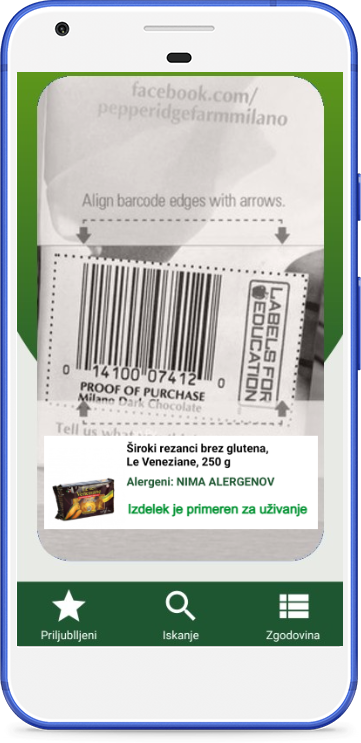 facebook.com/
pepperidgefarmmilano
Align barcode edges with arrows.
LABELS FOR
EDUCATION
0 14100 07412 0
PROOF OF PURCHASE
Milano Dark Chocolate
Tell us what you
Široki rezanci brez glutena,
Le Veneziane, 250 g
Alergeni: NIMA ALERGENOV
Izdelek je primeren za uživanje
Priljublljeni
Iskanje
Zgodovina